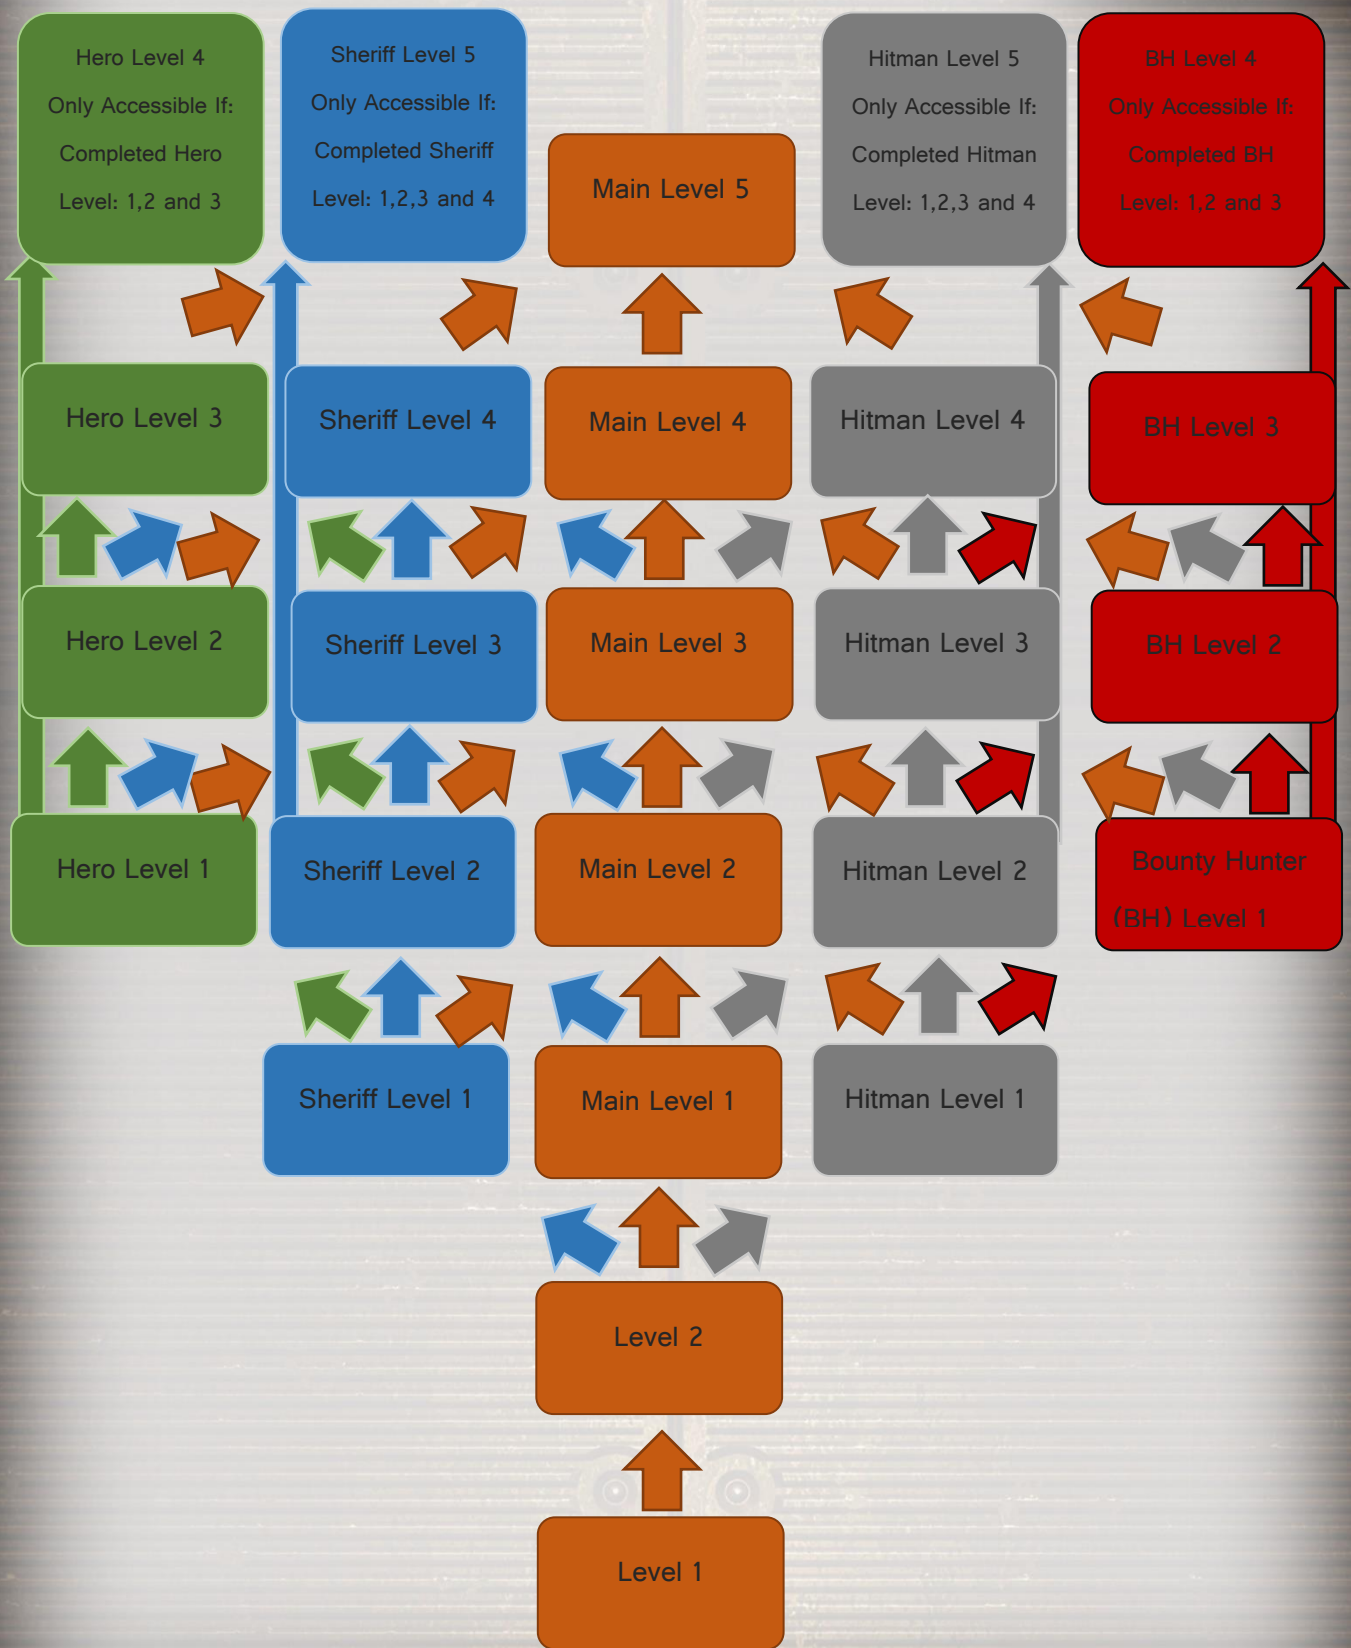 Hero Level 4
Only Accessible If:
Completed Hero
Level: 1,2 and 3
Sheriff Level 5
Only Accessible If:
Completed Sheriff
Level: 1,2,3 and 4
Main Level 5
Hitman Level 5
Only Accessible If:
Completed Hitman
Level: 1,2,3 and 4
BH Level 4
Only Accessible If:
Completed BH
Level: 1,2 and 3
Hero Level 3
Sheriff Level 4
Main Level 4
Hitman Level 4
BH Level 3
Hero Level 2
Sheriff Level 3
Main Level 3
Hitman Level 3
BH Level 2
Hero Level 1
Sheriff Level 2
Main Level 2
Hitman Level 2
Bounty Hunter
(BH) Level 1
Sheriff Level 1
Main Level 1
Hitman Level 1
Level 2
Level 1